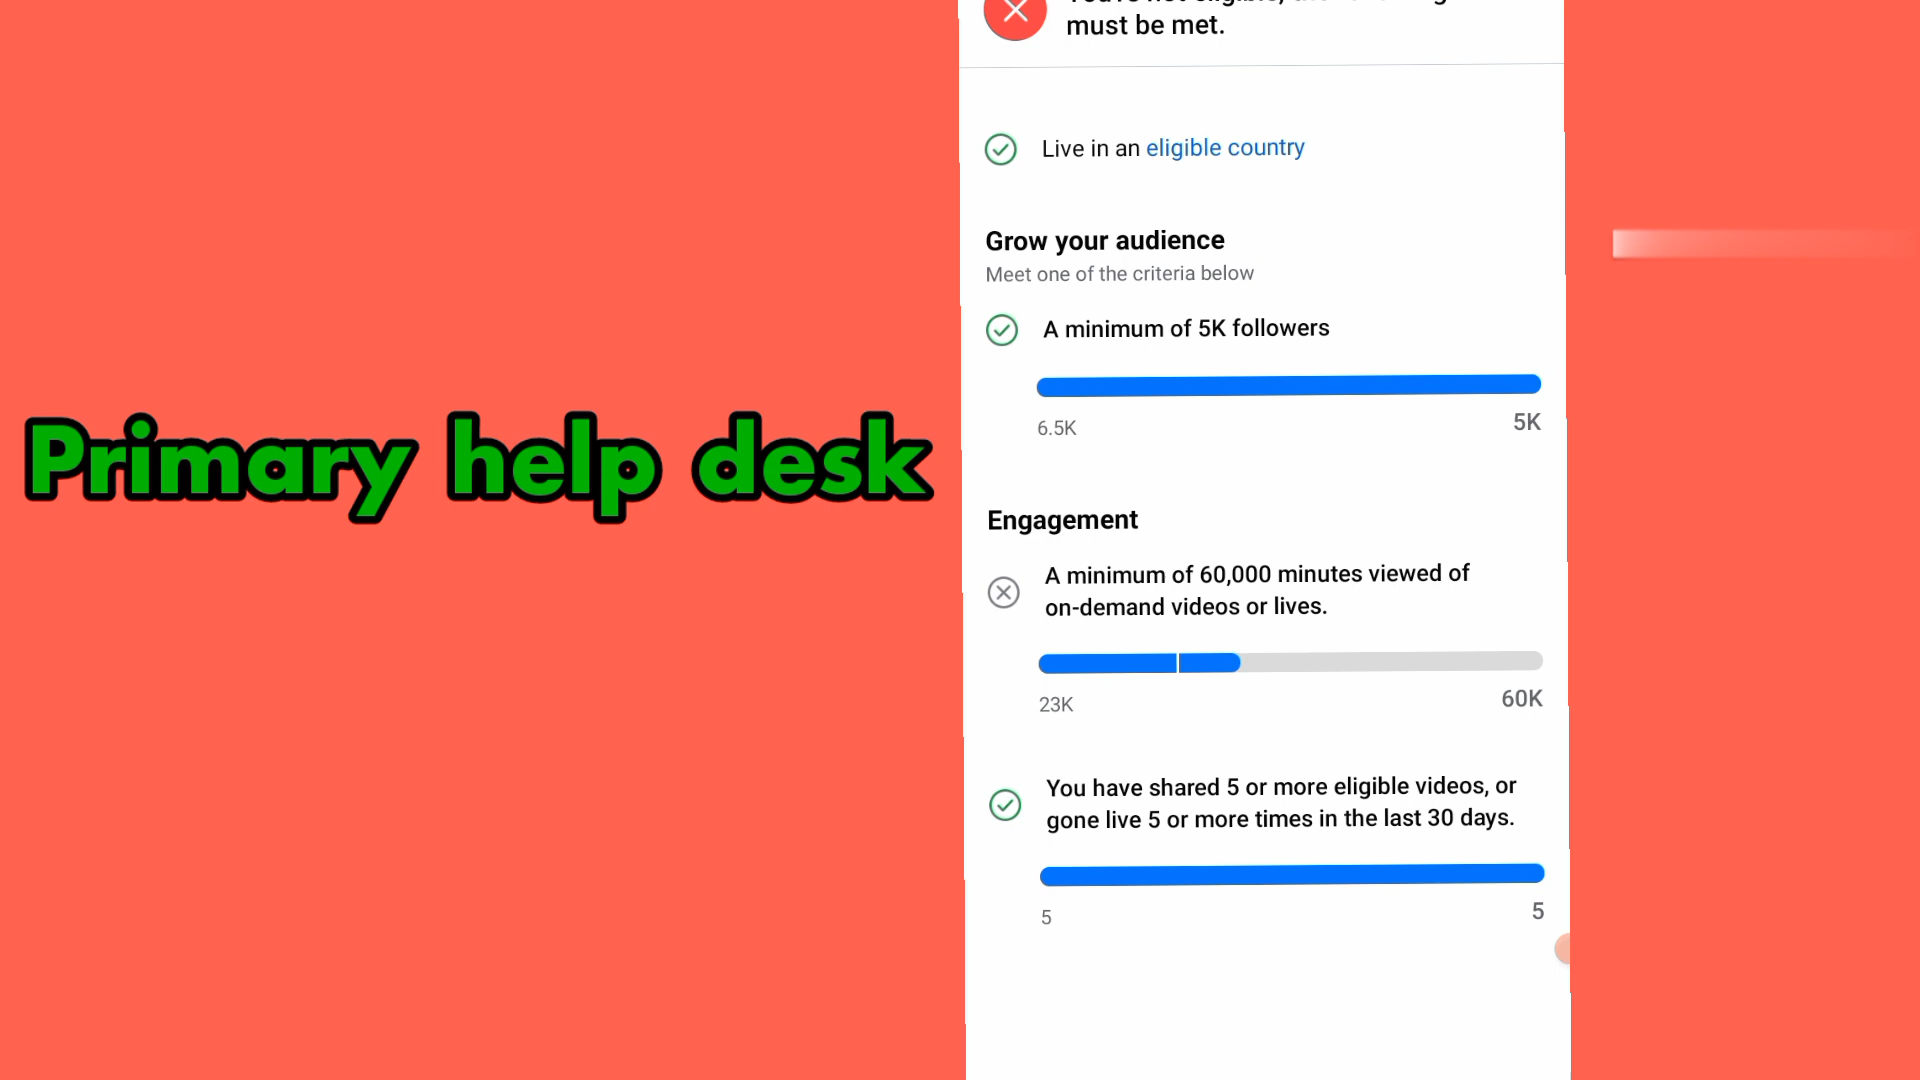 must be met.
Live in an eligible country
Grow your audience
Meet one of the criteria below
A minimum of 5K followers
6.5K
5K
Primary help desk
Engagement
A minimum of 60,000 minutes viewed of
on-demand videos or lives.
23K
60K
You have shared 5 or more eligible videos, or
gone live 5 or more times in the last 30 days.
5
5